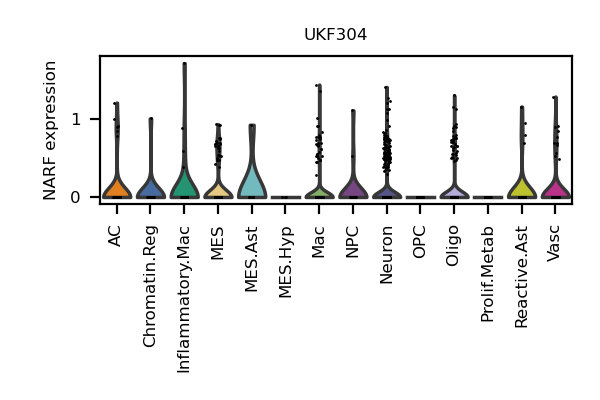 UKF304
NARF expression
1
0
AC
Chromatin.Reg
Inflammatory.Mac
MES
MES.Ast
MES.Hyp
Mac
NPC
Neuron
OPC
Oligo
Prolif.Metab
Reactive.Ast
Vasc